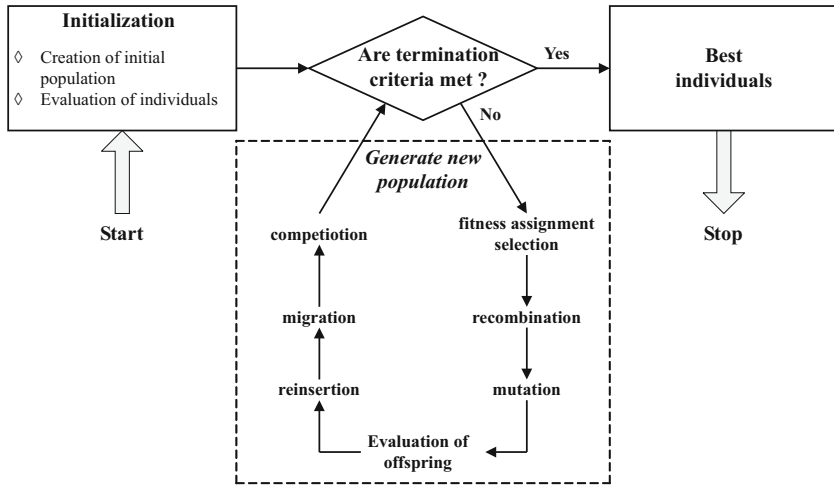 Initialization
◊ Creation of initial
population
◊ Evaluation of individuals
Start
Are termination
criteria met ?
Yes
No
Best
individuals
Stop
Generate new
population
fitness assignment
selection
recombination
mutation
Evaluation of
offspring
reinsertion
migration
competiotion